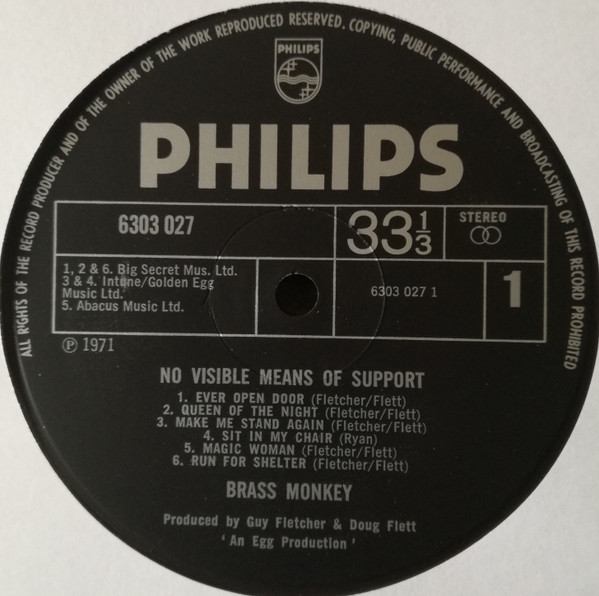 ALL RIGHTS OF THE RECORD PRODUCER AND OF THE OWNER OF THE WORK REPRODUCED RESERVED. COPYING, PUBLIC PERFORMANCE AND BROADCASTING OF THIS RECORD PROHIBITED
PHILIPS
PHILIPS
6303 027
33 1/3
STEREO
1, 2 & 6. Big Secret Mus. Ltd.
3 & 4. Intune/Golden Egg
Music Ltd.
5. Abacus Music Ltd.
6303 027 1
1
℗ 1971
NO VISIBLE MEANS OF SUPPORT
1. EVER OPEN DOOR (Fletcher/Flett)
2. QUEEN OF THE NIGHT (Fletcher/Flett)
3. MAKE ME STAND AGAIN (Fletcher/Flett)
4. SIT IN MY CHAIR (Ryan)
5. MAGIC WOMAN (Fletcher/Flett)
6. RUN FOR SHELTER (Fletcher/Flett)
BRASS MONKEY
Produced by Guy Fletcher & Doug Flett
'An Egg Production'